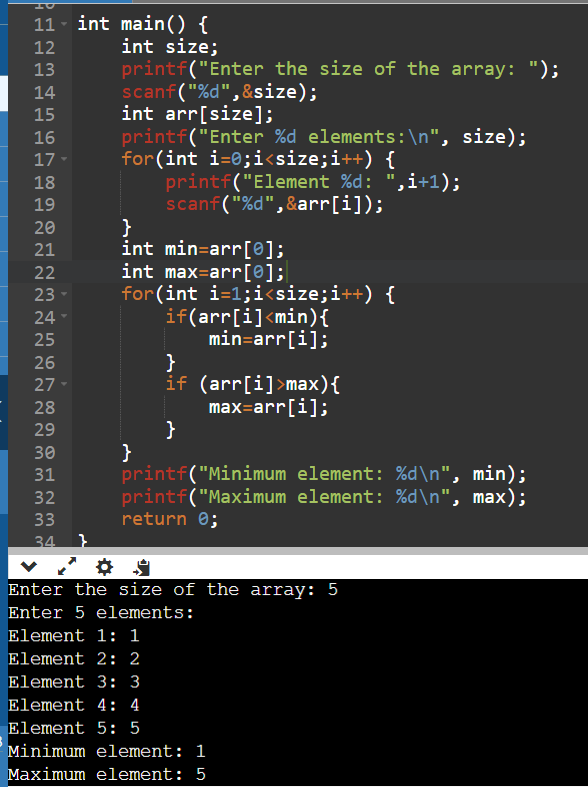 11 int main() {
12     int size;
13     printf("Enter the size of the array: ");
14     scanf("%d",&size);
15     int arr[size];
16     printf("Enter %d elements:\n", size);
17     for(int i=0;i<size;i++) {
18         printf("Element %d: ",i+1);
19         scanf("%d",&arr[i]);
20     }
21     int min=arr[0];
22     int max=arr[0];
23     for(int i=1;i<size;i++) {
24         if(arr[i]<min){
25             min=arr[i];
26         }
27         if (arr[i]>max){
28             max=arr[i];
29         }
30     }
31     printf("Minimum element: %d\n", min);
32     printf("Maximum element: %d\n", max);
33     return 0;
34 }
Enter the size of the array: 5
Enter 5 elements:
Element 1: 1
Element 2: 2
Element 3: 3
Element 4: 4
Element 5: 5
Minimum element: 1
Maximum element: 5